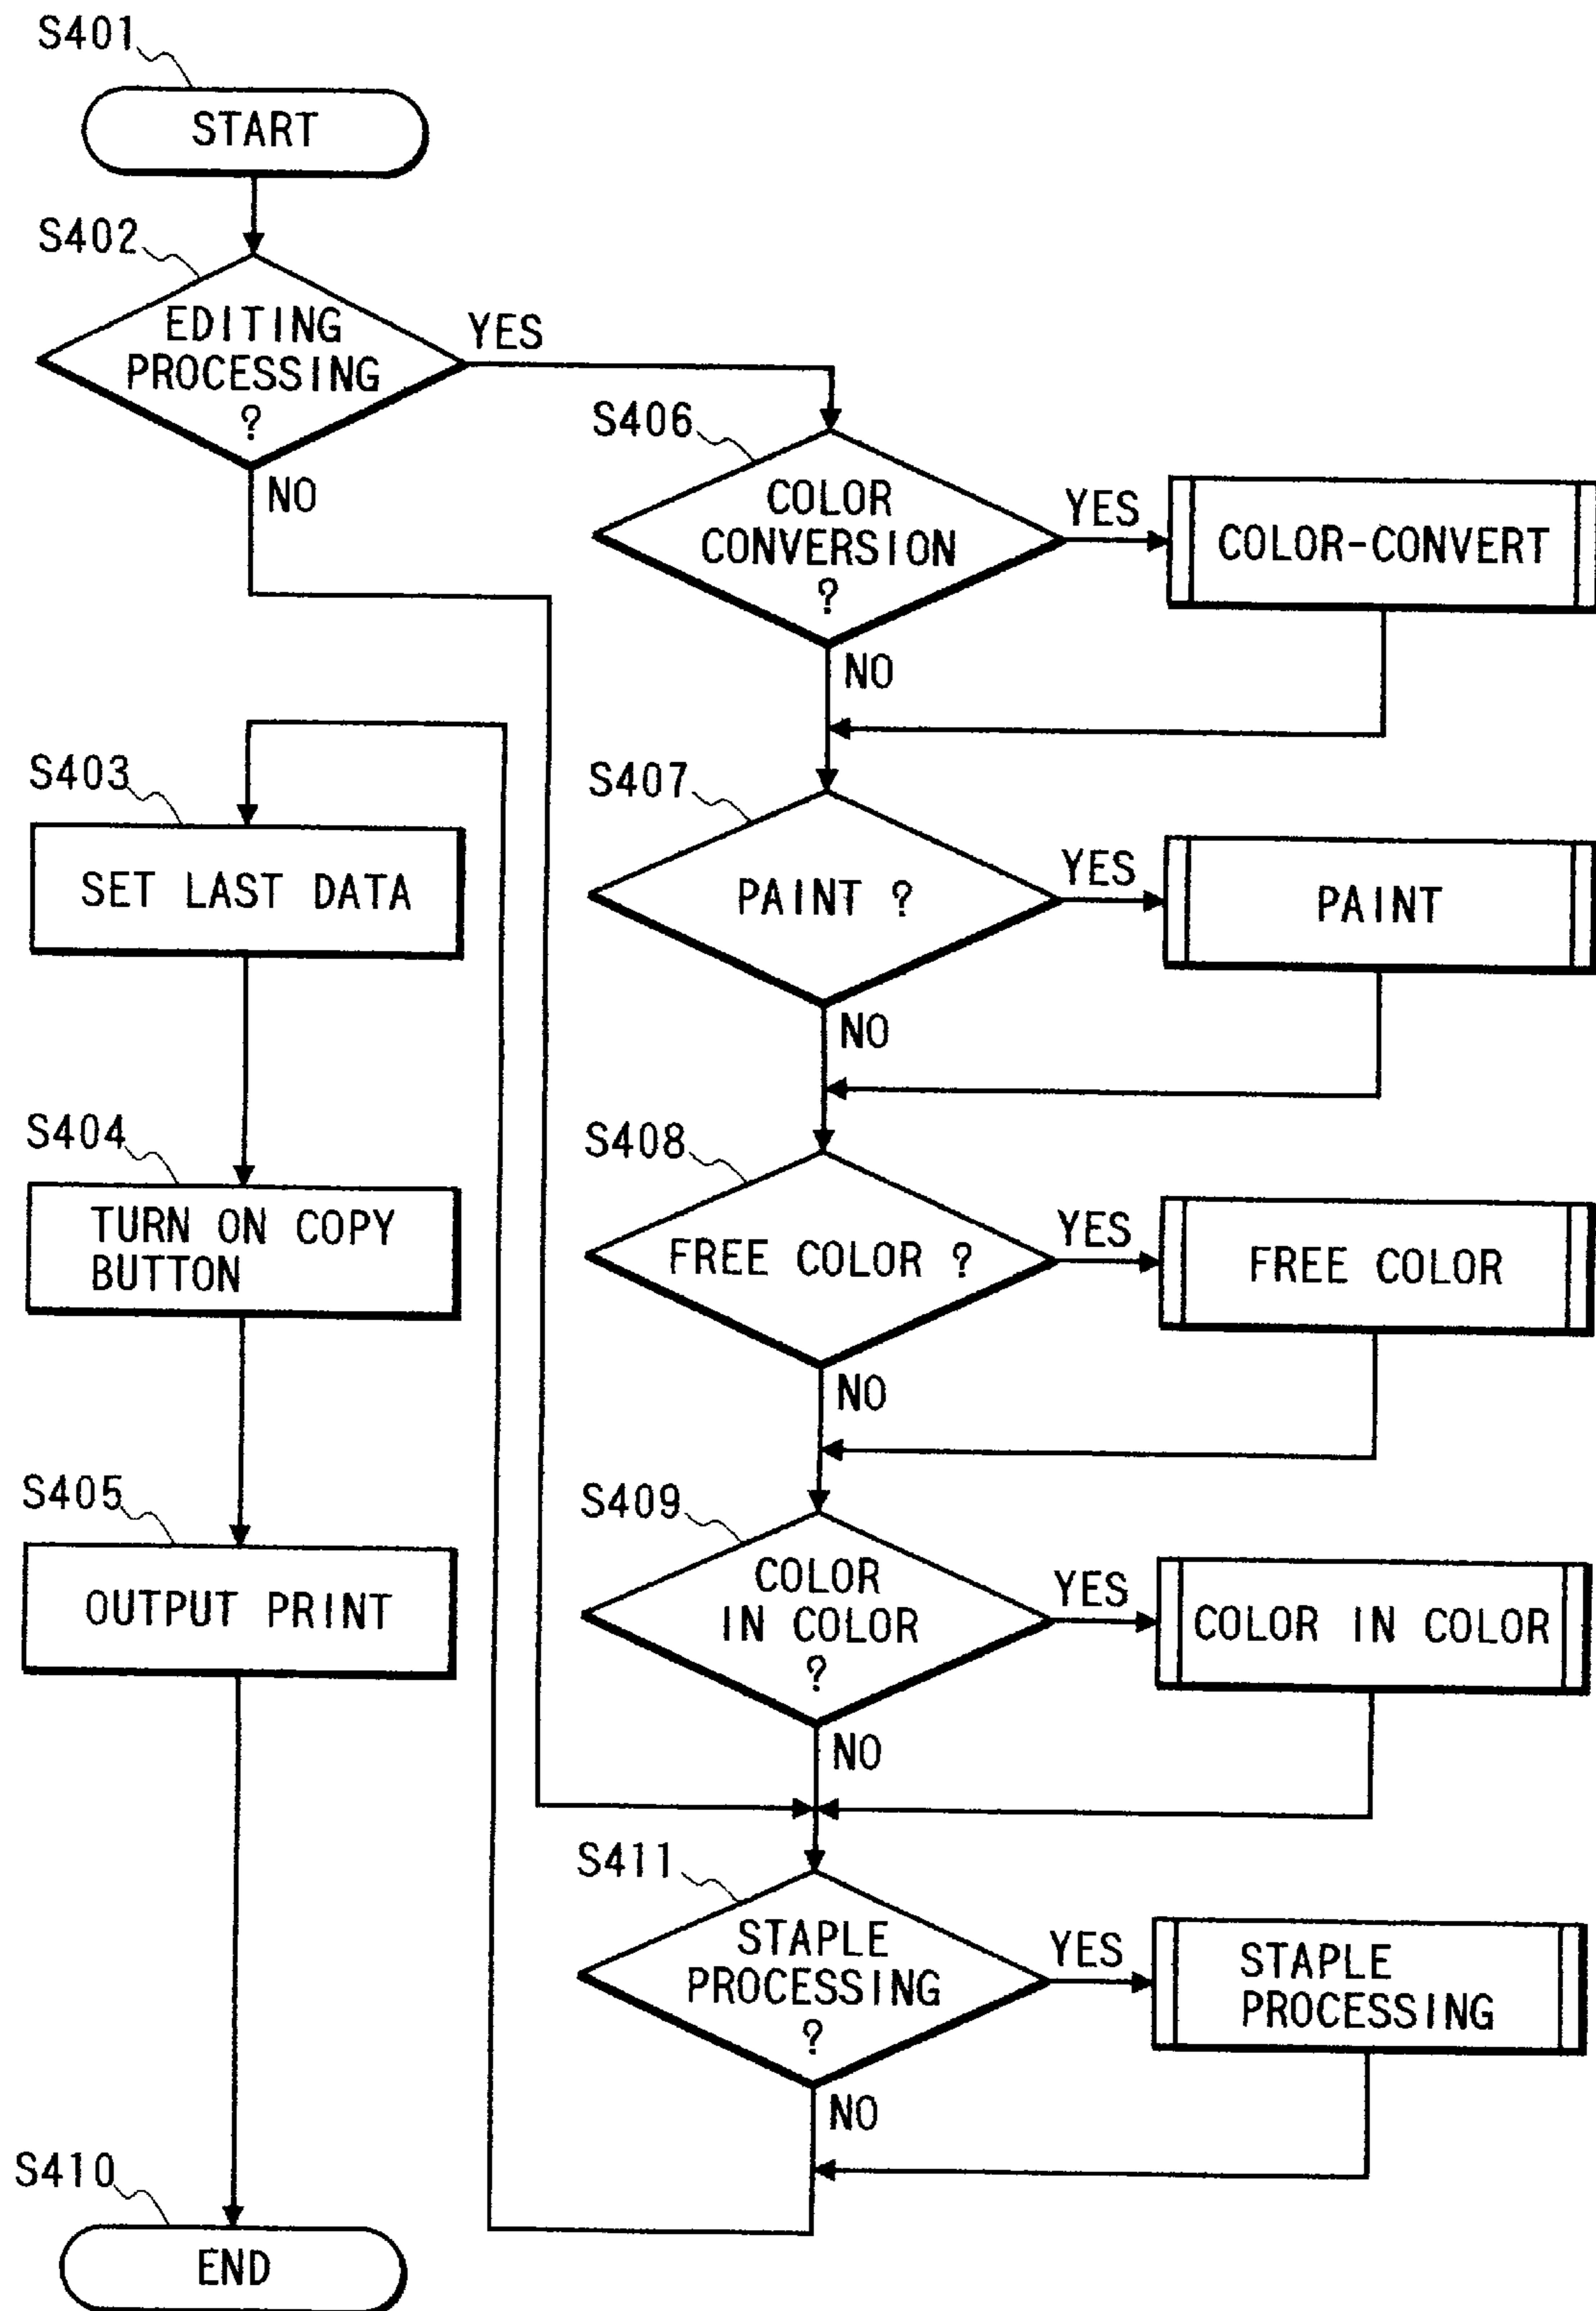 S401
START
S402
EDITING
PROCESSING
?
YES
NO
S406
COLOR
CONVERSION
?
YES
COLOR-CONVERT
NO
S403
SET LAST DATA
S407
PAINT ?
YES
PAINT
NO
S404
TURN ON COPY
BUTTON
S408
FREE COLOR ?
YES
FREE COLOR
NO
S405
OUTPUT PRINT
S409
COLOR
IN COLOR
?
YES
COLOR IN COLOR
NO
S411
STAPLE
PROCESSING
?
YES
STAPLE
PROCESSING
NO
S410
END